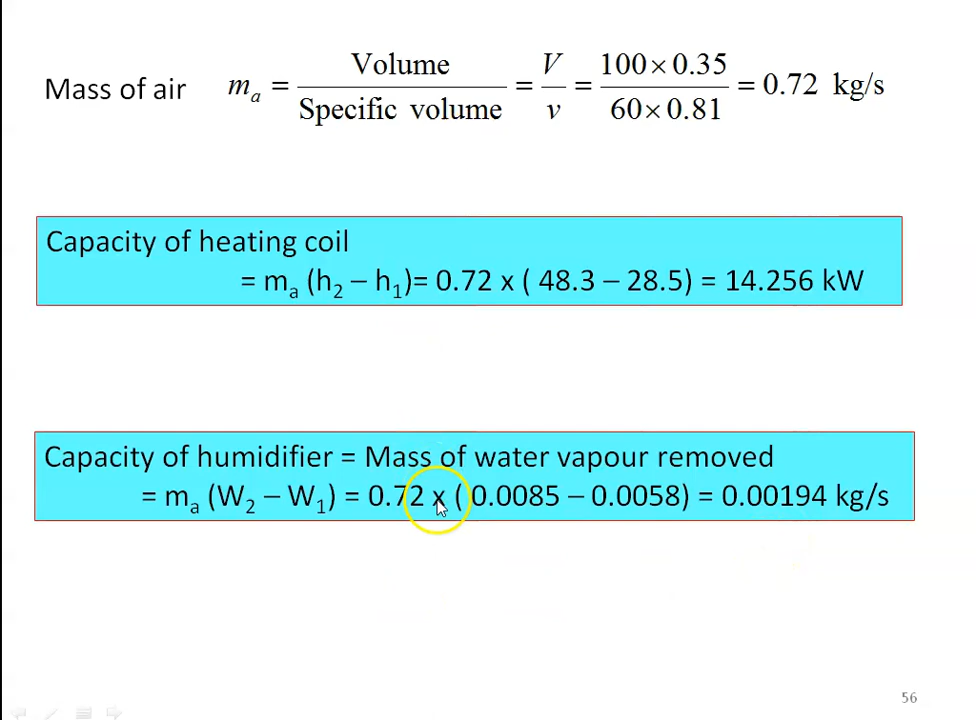 Mass of air m_a = Volume / Specific volume = V / v = 100 × 0.35 / 60 × 0.81 = 0.72 kg/s
Capacity of heating coil
= m_a (h_2 – h_1)= 0.72 x ( 48.3 – 28.5) = 14.256 kW
Capacity of humidifier = Mass of water vapour removed
= m_a (W_2 – W_1) = 0.72 x ( 0.0085 – 0.0058) = 0.00194 kg/s
56